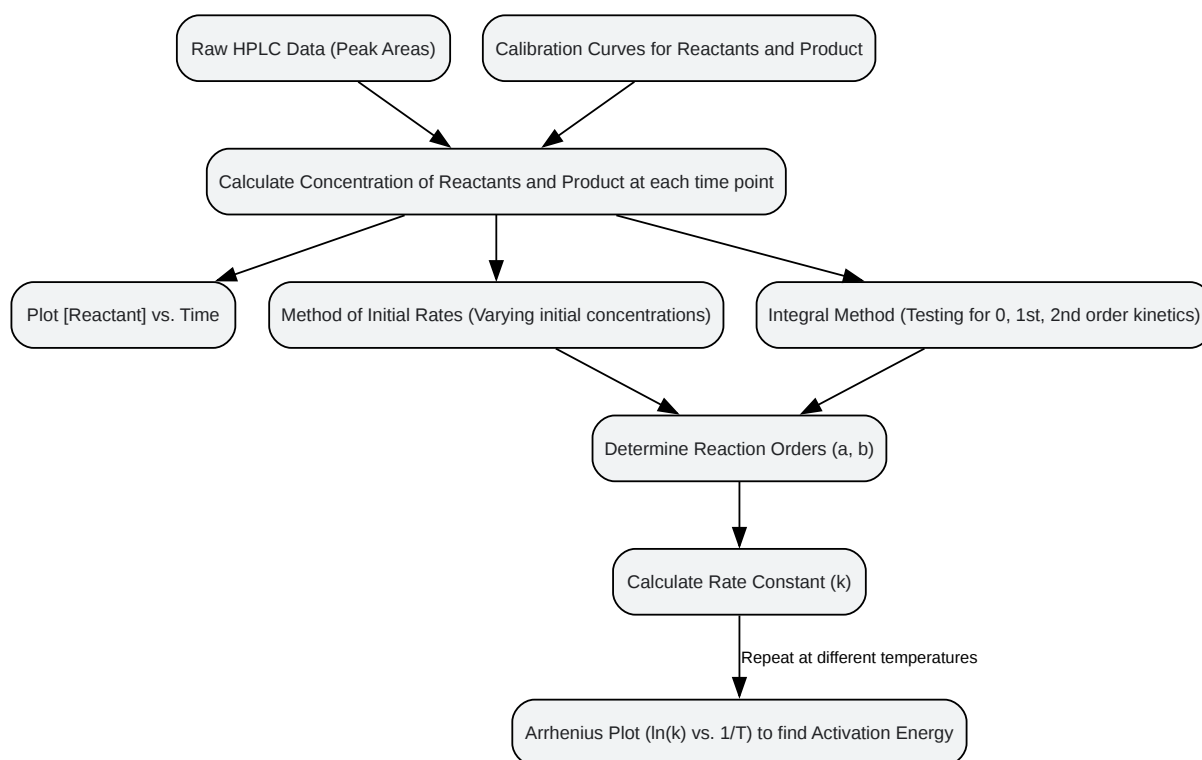 Raw HPLC Data (Peak Areas)
Calibration Curves for Reactants and Product
Calculate Concentration of Reactants and Product at each time point
Plot [Reactant] vs. Time
Method of Initial Rates (Varying initial concentrations)
Integral Method (Testing for 0, 1st, 2nd order kinetics)
Determine Reaction Orders (a, b)
Calculate Rate Constant (k)
Repeat at different temperatures
Arrhenius Plot (ln(k) vs. 1/T) to find Activation Energy